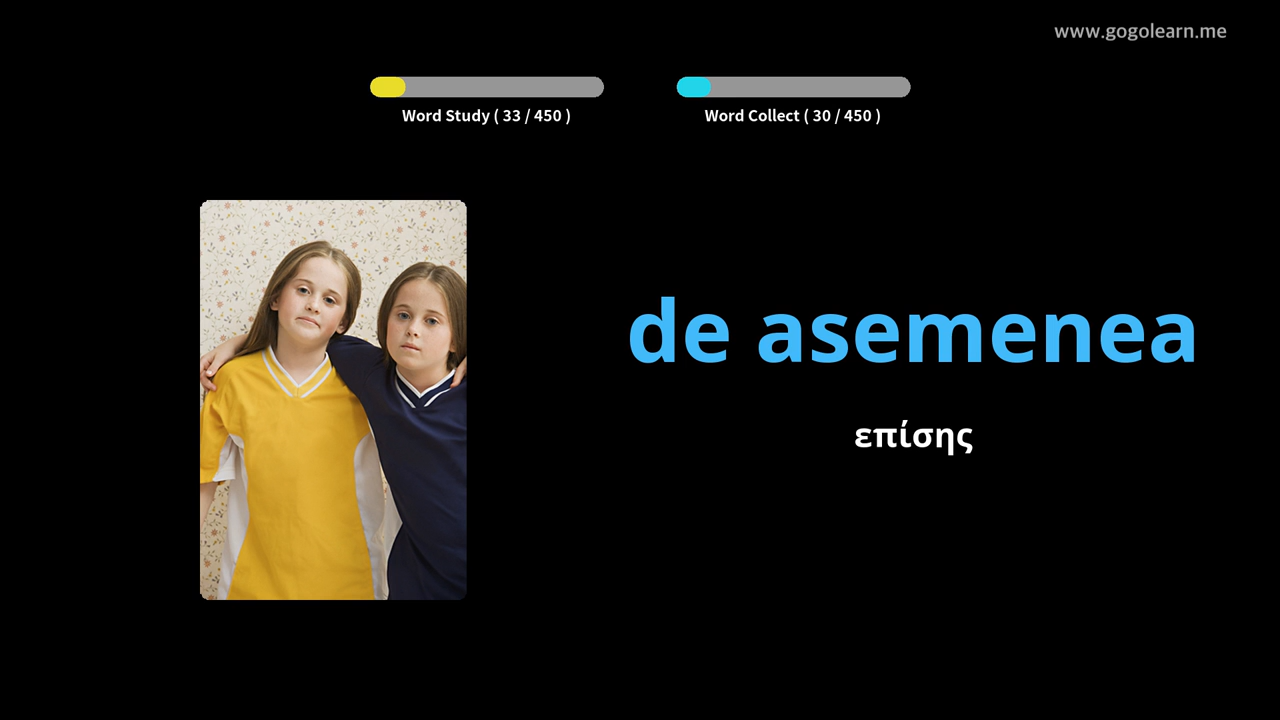 www.gogolearn.me
Word Study ( 33 / 450 )
Word Collect ( 30 / 450 )
de asemenea
επίσης